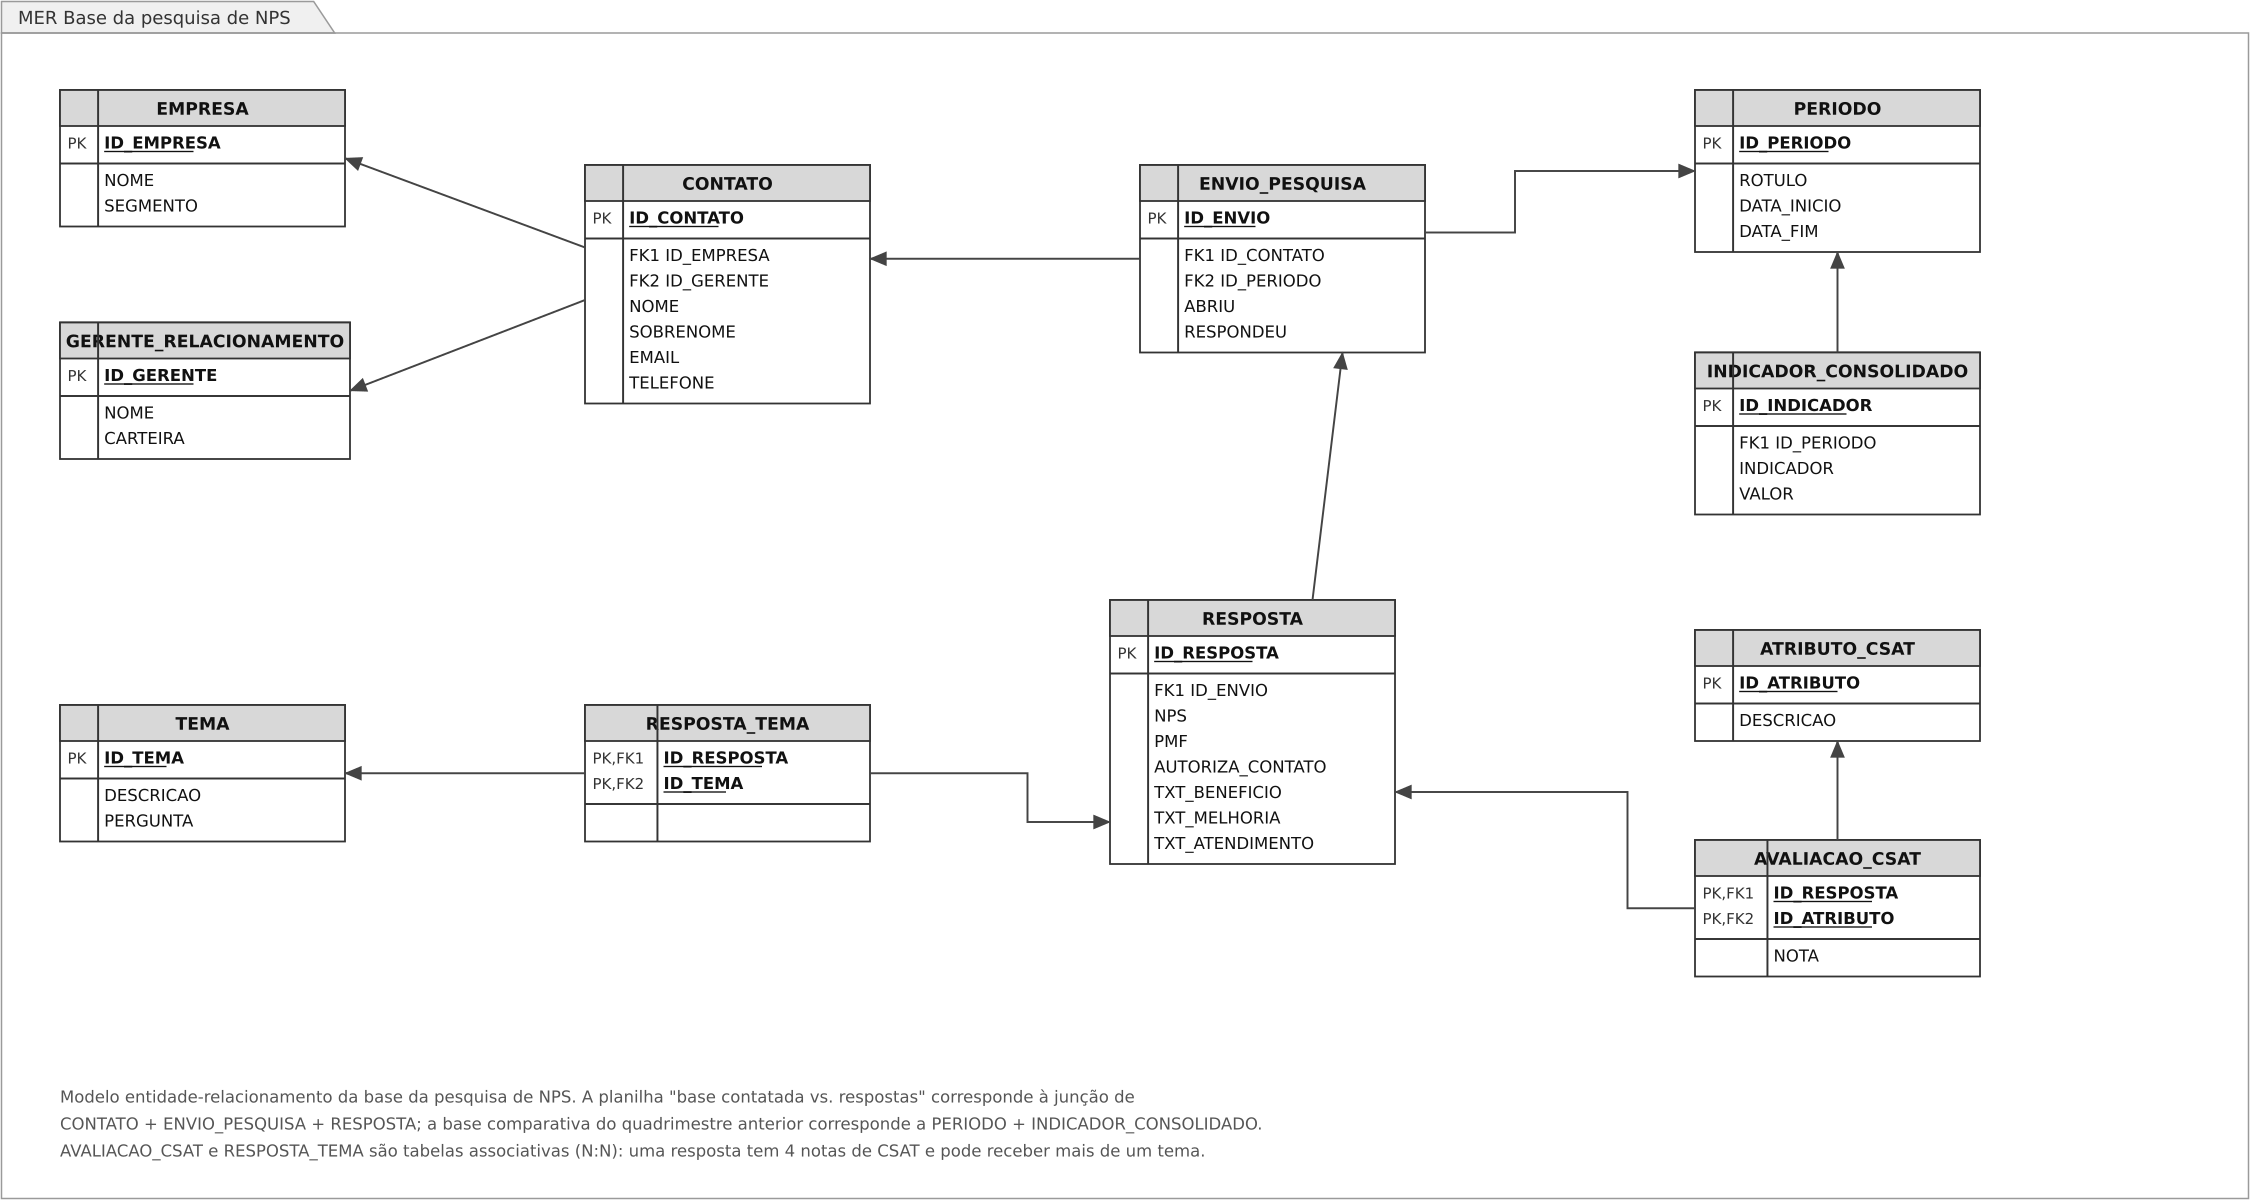 MER Base da pesquisa de NPS
EMPRESA
PK ID_EMPRESA
NOME
SEGMENTO
GERENTE_RELACIONAMENTO
PK ID_GERENTE
NOME
CARTEIRA
CONTATO
PK ID_CONTATO
FK1 ID_EMPRESA
FK2 ID_GERENTE
NOME
SOBRENOME
EMAIL
TELEFONE
ENVIO_PESQUISA
PK ID_ENVIO
FK1 ID_CONTATO
FK2 ID_PERIODO
ABRIU
RESPONDEU
PERIODO
PK ID_PERIODO
ROTULO
DATA_INICIO
DATA_FIM
INDICADOR_CONSOLIDADO
PK ID_INDICADOR
FK1 ID_PERIODO
INDICADOR
VALOR
TEMA
PK ID_TEMA
DESCRICAO
PERGUNTA
RESPOSTA_TEMA
PK,FK1 ID_RESPOSTA
PK,FK2 ID_TEMA
RESPOSTA
PK ID_RESPOSTA
FK1 ID_ENVIO
NPS
PMF
AUTORIZA_CONTATO
TXT_BENEFICIO
TXT_MELHORIA
TXT_ATENDIMENTO
ATRIBUTO_CSAT
PK ID_ATRIBUTO
DESCRICAO
AVALIACAO_CSAT
PK,FK1 ID_RESPOSTA
PK,FK2 ID_ATRIBUTO
NOTA
Modelo entidade-relacionamento da base da pesquisa de NPS. A planilha "base contatada vs. respostas" corresponde à junção de
CONTATO + ENVIO_PESQUISA + RESPOSTA; a base comparativa do quadrimestre anterior corresponde a PERIODO + INDICADOR_CONSOLIDADO.
AVALIACAO_CSAT e RESPOSTA_TEMA são tabelas associativas (N:N): uma resposta tem 4 notas de CSAT e pode receber mais de um tema.